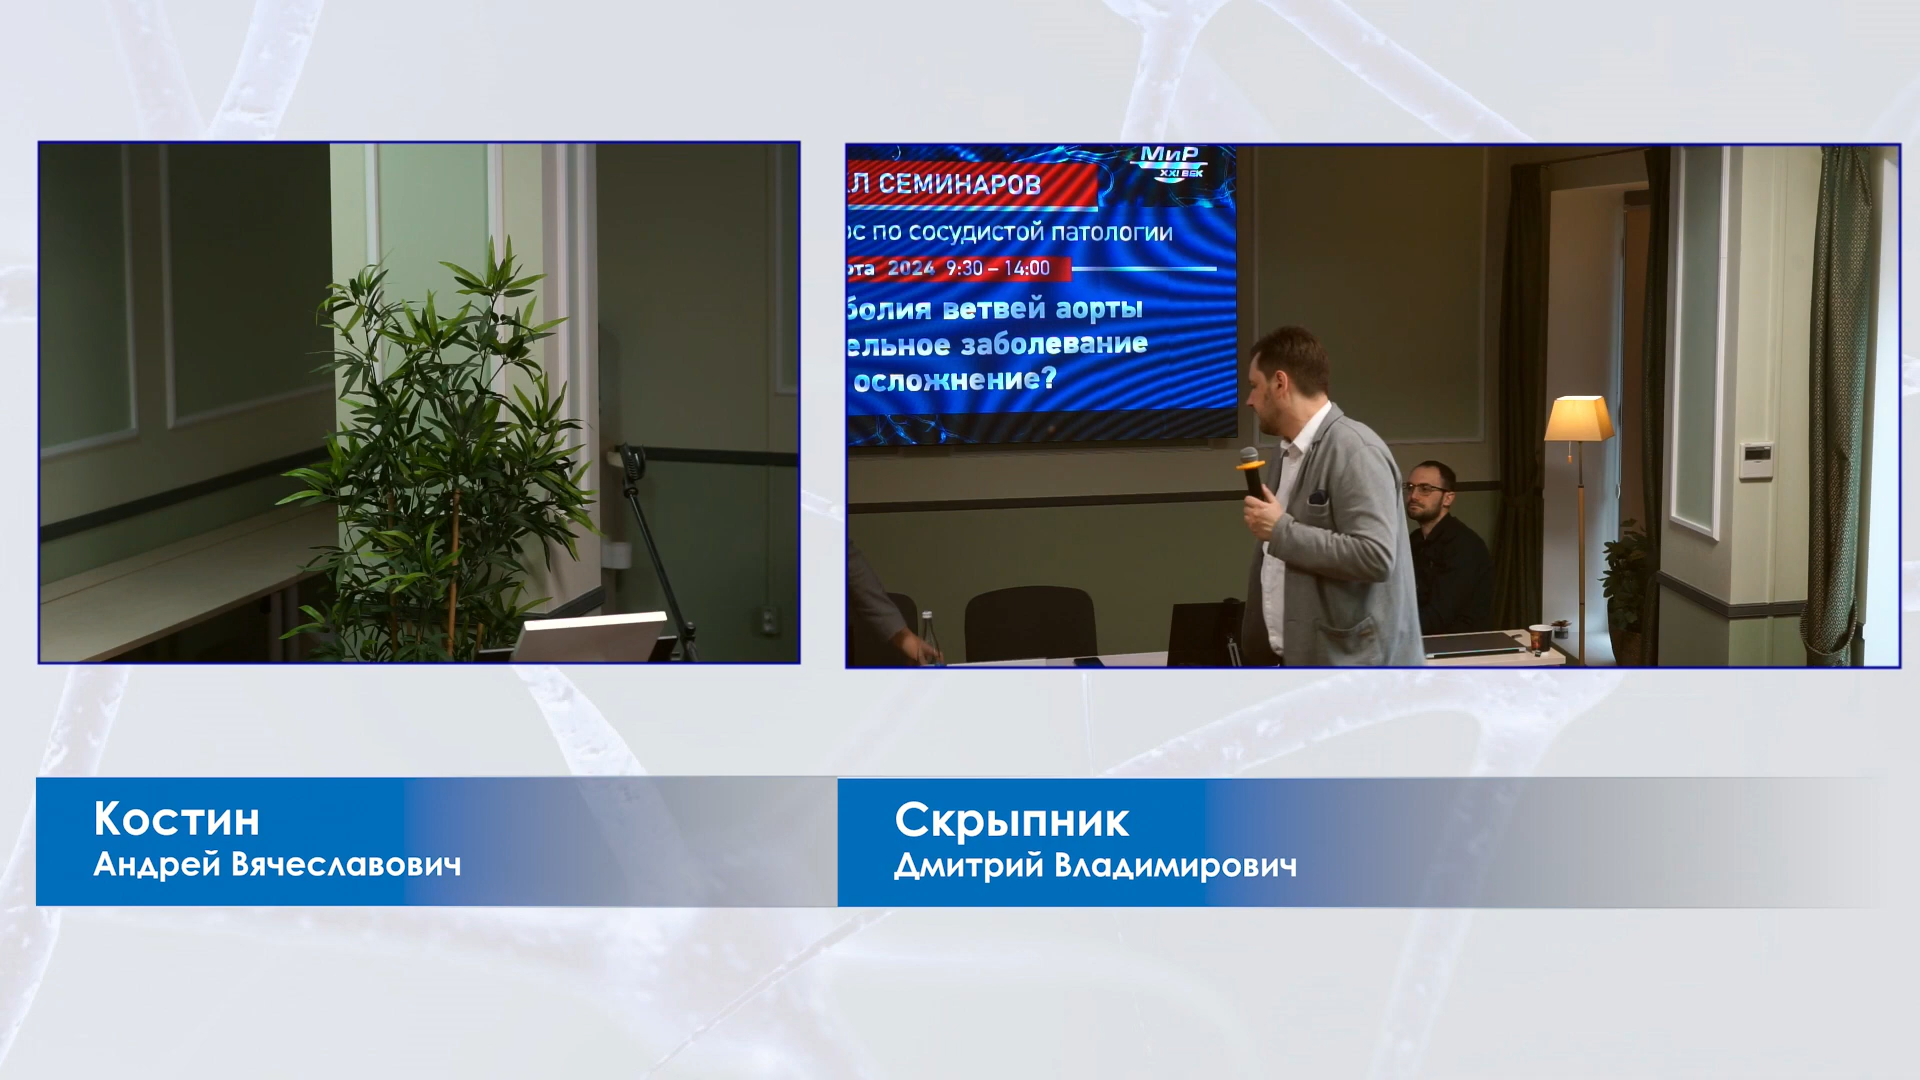 МиР
XXI ВЕК
Л СЕМИНАРОВ
рс по сосудистой патологии
рта 2024 9:30 – 14:00
болия ветвей аорты
ельное заболевание
осложнение?
Костин
Андрей Вячеславович
Скрыпник
Дмитрий Владимирович